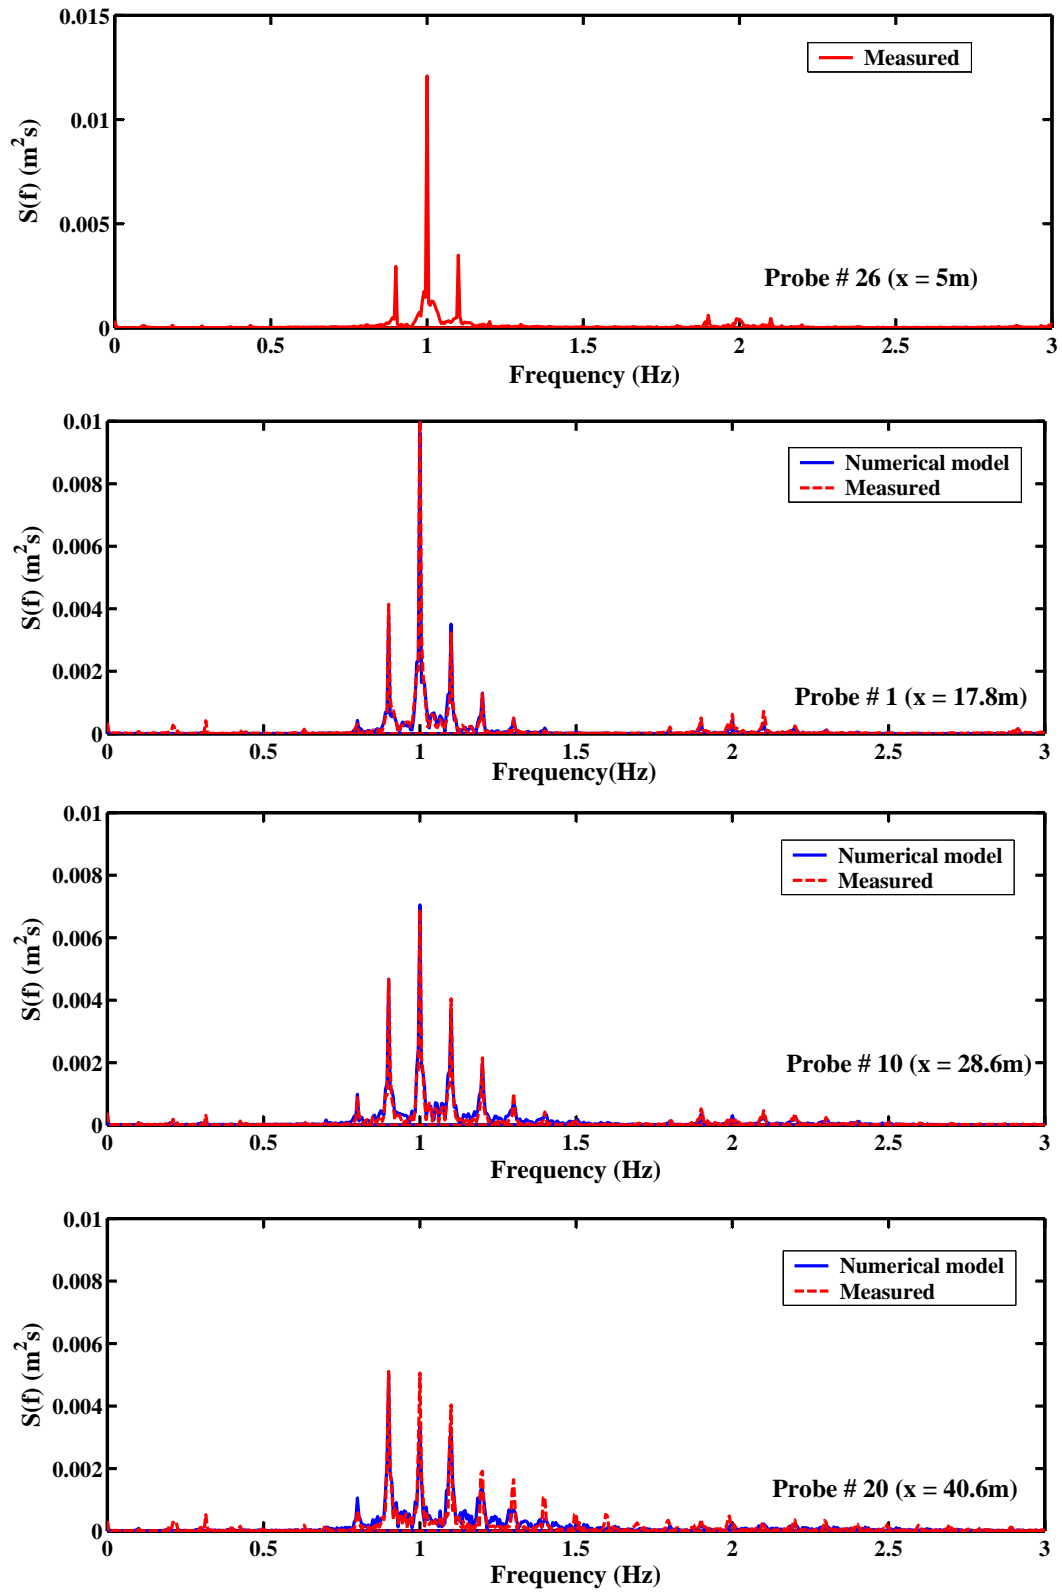 0.015
Measured
0.01
S(f) (m²s)
0.005
Probe # 26 (x = 5m)
0
0 0.5 1 1.5 2 2.5 3
Frequency (Hz)
0.01
Numerical model
Measured
0.008
0.006
S(f) (m²s)
0.004
0.002
Probe # 1 (x = 17.8m)
0
0 0.5 1 1.5 2 2.5 3
Frequency(Hz)
0.01
Numerical model
Measured
0.008
0.006
S(f) (m²s)
0.004
0.002
Probe # 10 (x = 28.6m)
0
0 0.5 1 1.5 2 2.5 3
Frequency (Hz)
0.01
Numerical model
Measured
0.008
0.006
S(f) (m²s)
0.004
0.002
Probe # 20 (x = 40.6m)
0
0 0.5 1 1.5 2 2.5 3
Frequency (Hz)